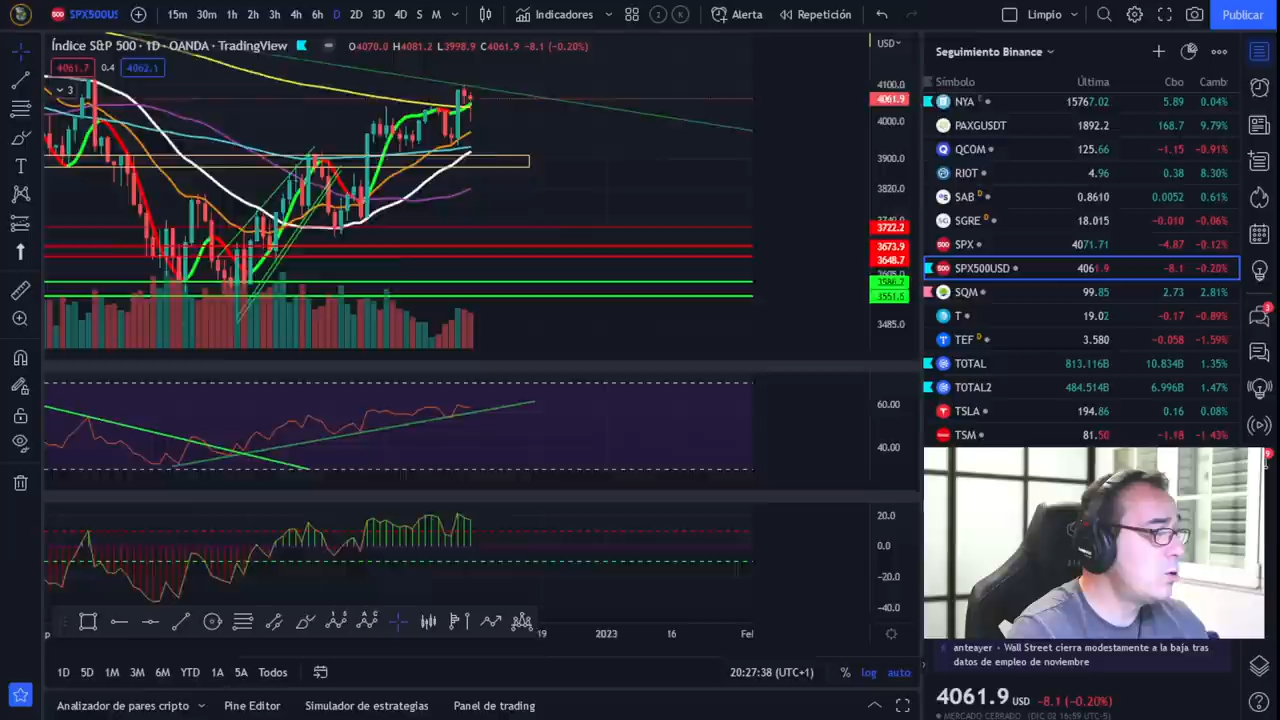 SPX500US
15m 30m 1h 2h 3h 4h 6h D 2D 3D 4D S M
Indicadores
Alerta
Repetición
Limpio
Publicar
Índice S&P 500 · 1D · OANDA · TradingView
O4070.0 H4081.2 L3998.9 C4061.9 -8.1 (-0.20%)
4061.7 0.4 4062.1
3
USD
4100.0
4061.9
4000.0
3900.0
3820.0
3722.2
3673.9
3648.7
3586.2
3551.5
3485.0
60.00
40.00
20.0
0.0
-20.0
-40.0
19 2023 16 Feb
1D 5D 1M 3M 6M YTD 1A 5A Todos
20:27:38 (UTC+1) % log auto
Analizador de pares cripto Pine Editor Simulador de estrategias Panel de trading
Seguimiento Binance
Símbolo Última Cbo Camb
NYA E 15767.02 5.89 0.04%
PAXGUSDT 1892.2 168.7 9.79%
QCOM 125.66 -1.15 -0.91%
RIOT 4.96 0.38 8.30%
SAB D 0.8610 0.0052 0.61%
SGRE D 18.015 -0.010 -0.06%
SPX 4071.71 -4.87 -0.12%
SPX500USD 4061.9 -8.1 -0.20%
SQM 99.85 2.73 2.81%
T 19.02 -0.17 -0.89%
TEF D 3.580 -0.058 -1.59%
TOTAL 813.116B 10.834B 1.35%
TOTAL2 484.514B 6.996B 1.47%
TSLA 194.86 0.16 0.08%
TSM 81.50 -1.18 -1.43%
anteayer • Wall Street cierra modestamente a la baja tras
datos de empleo de noviembre
4061.9 USD -8.1 (-0.20%)
MERCADO CERRADO (DIC 02 16:59 UTC-5)